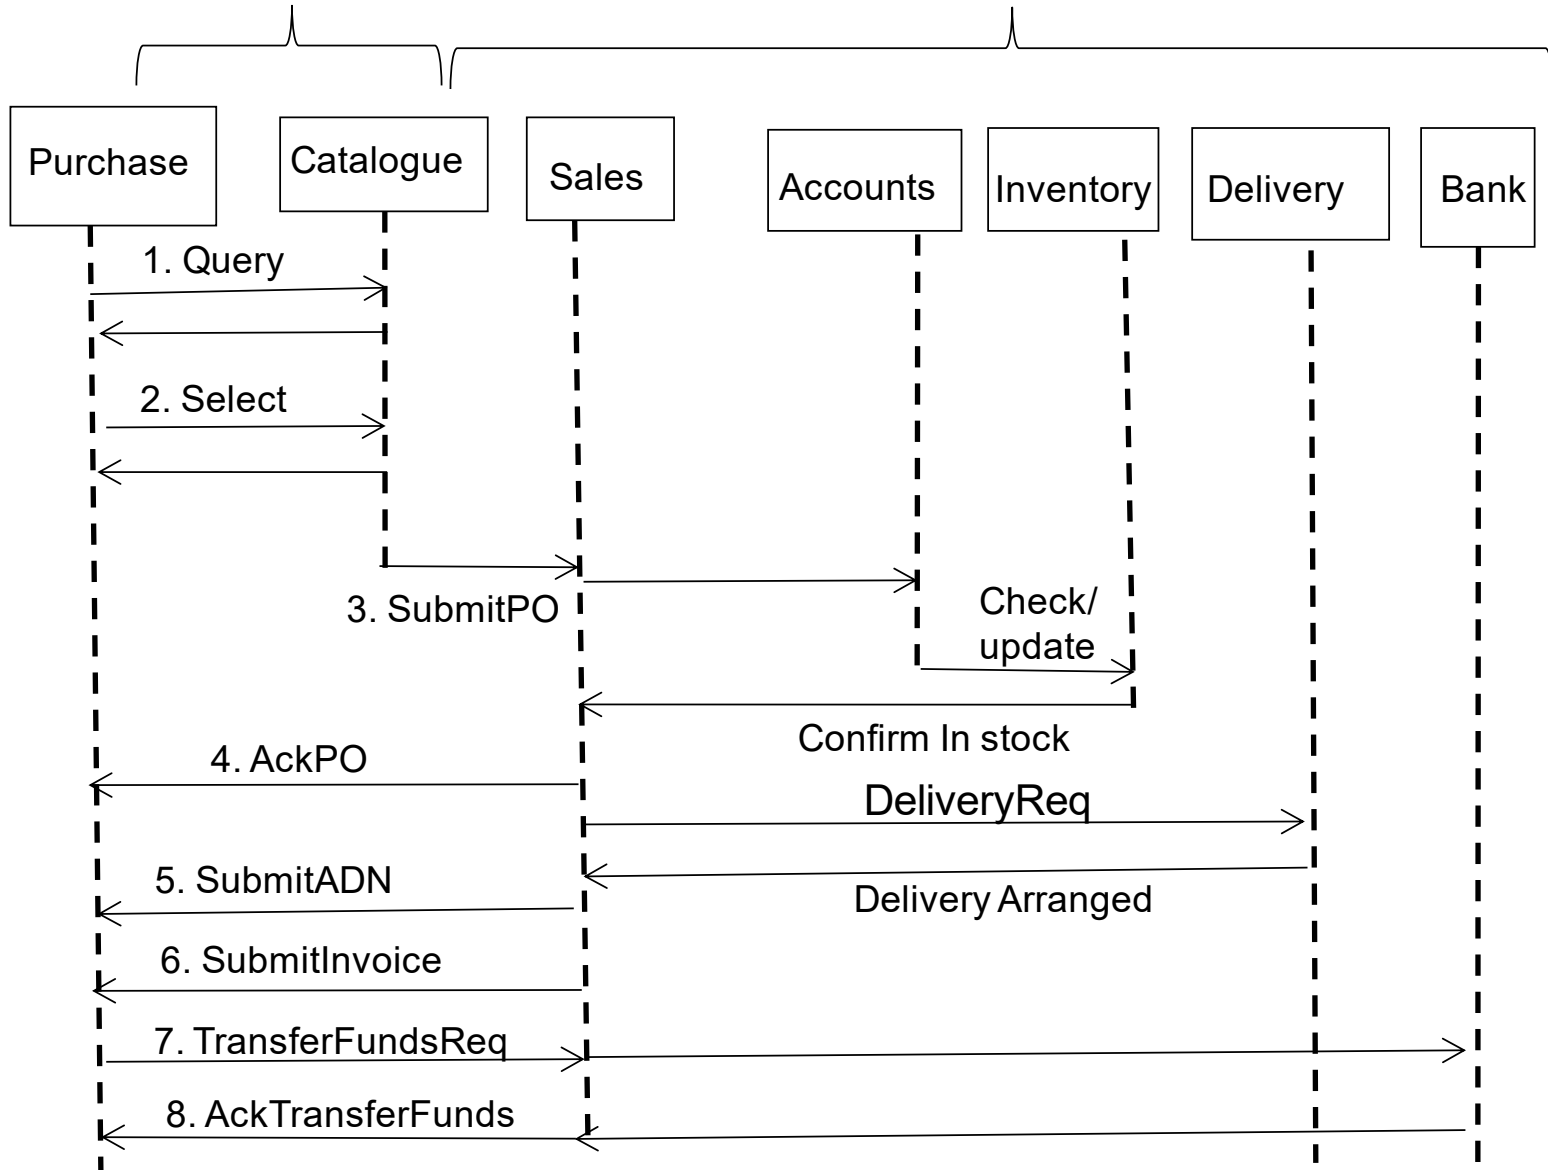 Purchase
Catalogue
Sales
Accounts
Inventory
Delivery
Bank
1. Query
2. Select
3. SubmitPO
Check/
update
Confirm In stock
4. AckPO
DeliveryReq
5. SubmitADN
Delivery Arranged
6. SubmitInvoice
7. TransferFundsReq
8. AckTransferFunds